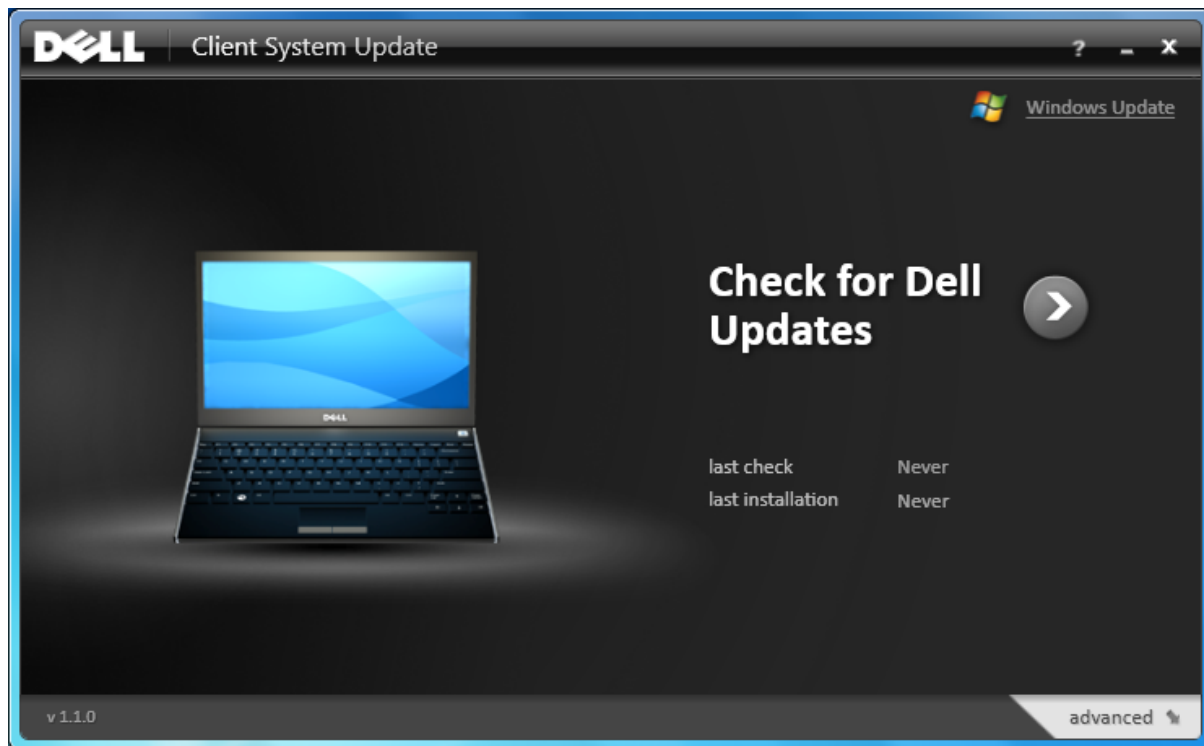 DELL Client System Update ?
Windows Update
Check for Dell
Updates
last check Never
last installation Never
DELL
v 1.1.0
advanced